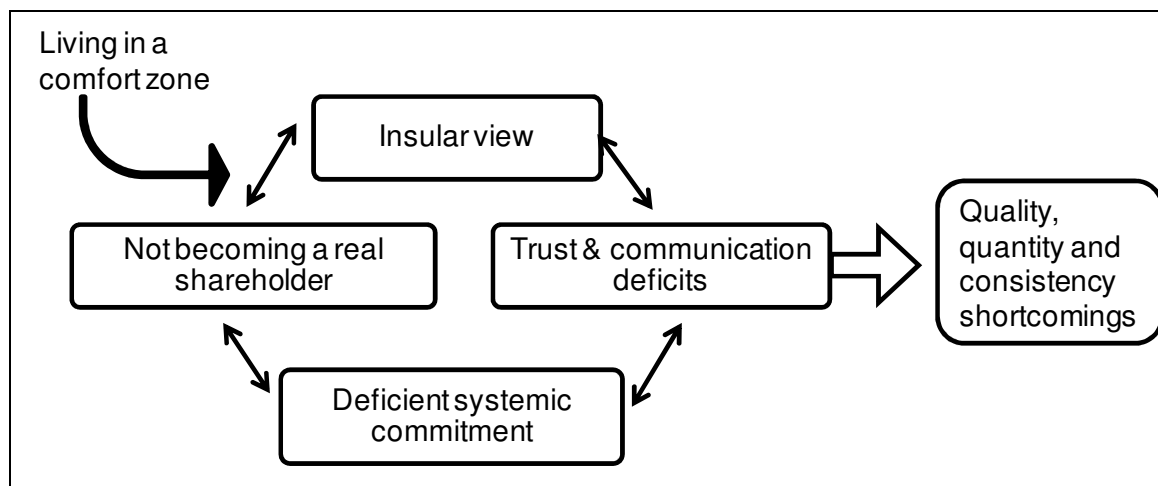 Living in a
comfort zone
Insular view
Not becoming a real
shareholder
Trust & communication
deficits
Quality,
quantity and
consistency
shortcomings
Deficient systemic
commitment